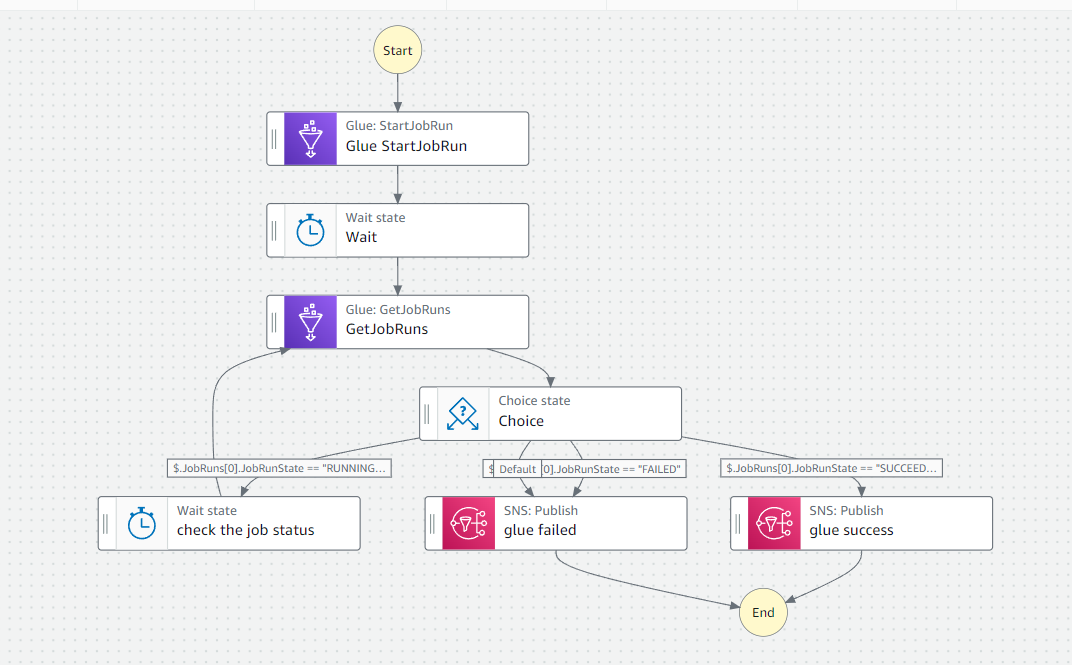 Start
Glue: StartJobRun
Glue StartJobRun
Wait state
Wait
Glue: GetJobRuns
GetJobRuns
Choice state
Choice
$.JobRuns[0].JobRunState == "RUNNING...
$
Default
0].JobRunState == "FAILED"
$.JobRuns[0].JobRunState == "SUCCEED...
Wait state
check the job status
SNS: Publish
glue failed
SNS: Publish
glue success
End